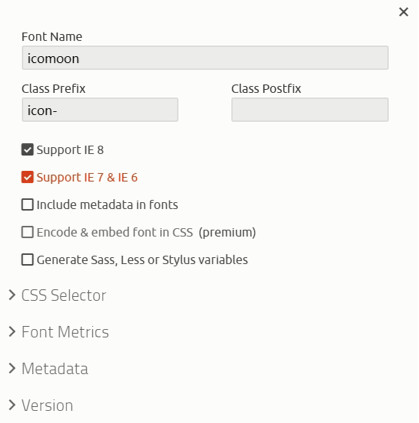 Font Name
icomoon
Class Prefix Class Postfix
icon-
Support IE 8
Support IE 7 & IE 6
Include metadata in fonts
Encode & embed font in CSS (premium)
Generate Sass, Less or Stylus variables
CSS Selector
Font Metrics
Metadata
Version